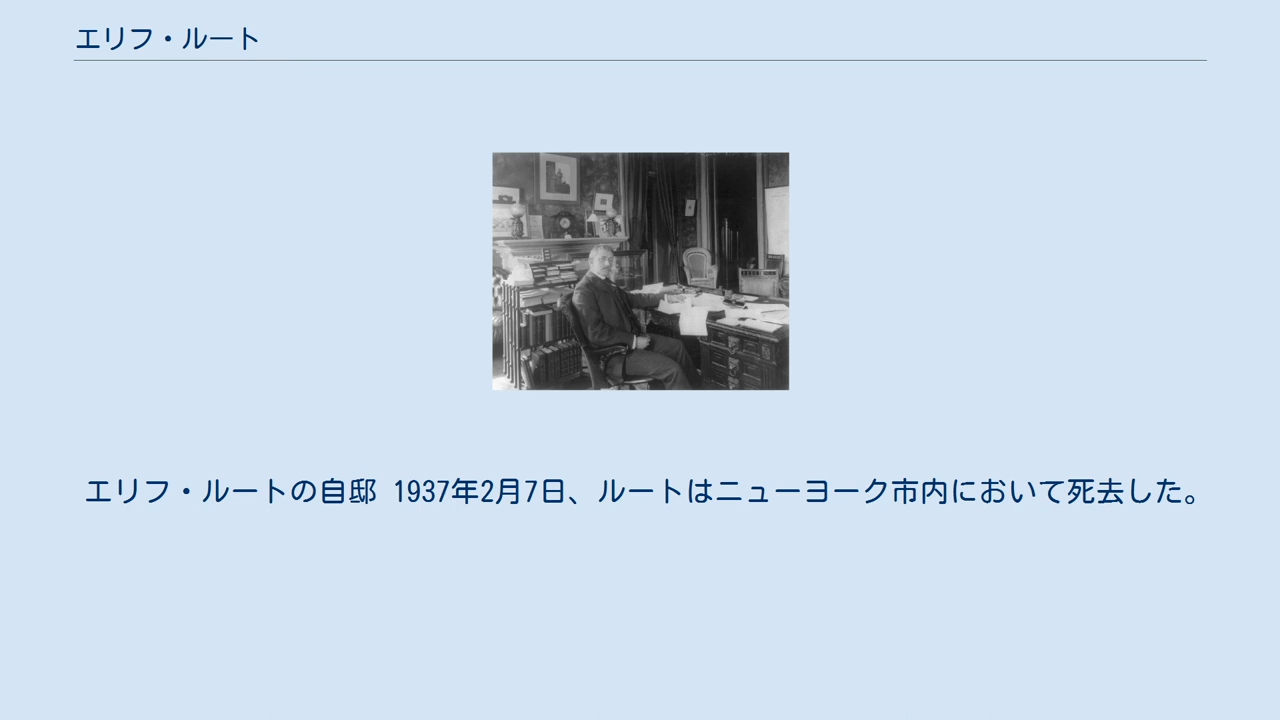 エリフ・ルート
エリフ・ルートの自邸 1937年2月7日、ルートはニューヨーク市内において死去した。